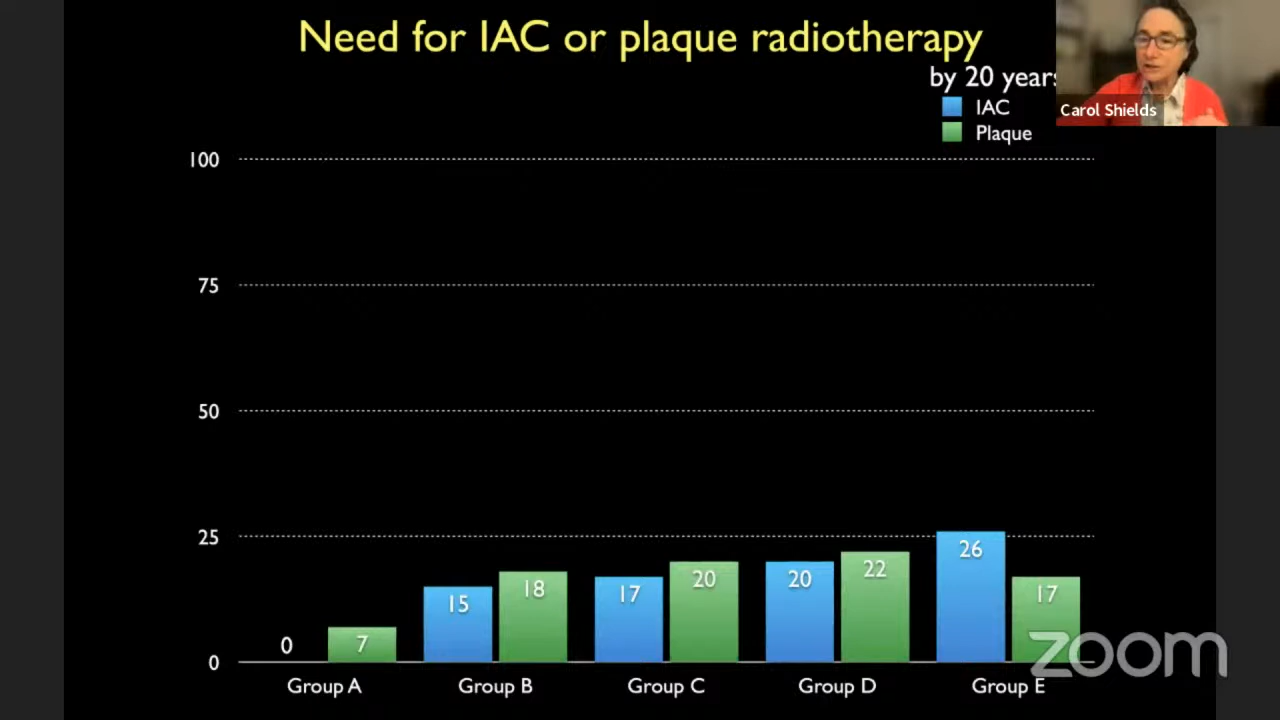 Need for IAC or plaque radiotherapy
by 20 years
IAC
Plaque
Carol Shields
100
75
50
25
0
0
7
15
18
17
20
20
22
26
17
Group A
Group B
Group C
Group D
Group E
zoom